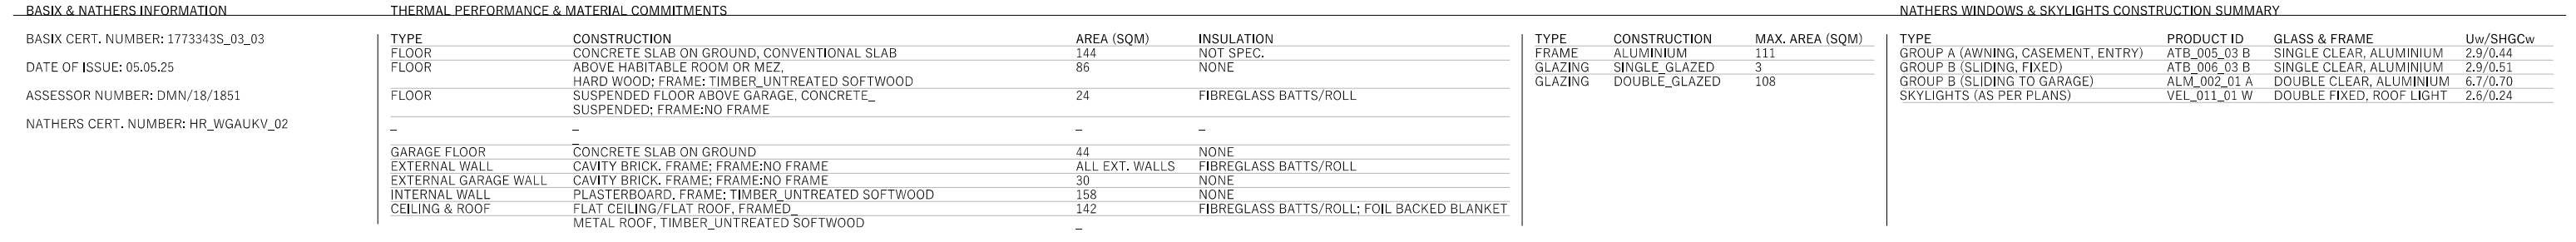 BASIX & NATHERS INFORMATION
BASIX CERT. NUMBER: 1773343S_03_03
DATE OF ISSUE: 05.05.25
ASSESSOR NUMBER: DMN/18/1851
NATHERS CERT. NUMBER: HR_WGAUKV_02
THERMAL PERFORMANCE & MATERIAL COMMITMENTS
TYPE CONSTRUCTION AREA (SQM) INSULATION
FLOOR CONCRETE SLAB ON GROUND, CONVENTIONAL SLAB 144 NOT SPEC.
FLOOR ABOVE HABITABLE ROOM OR MEZ, 86 NONE
HARD WOOD; FRAME: TIMBER_UNTREATED SOFTWOOD
FLOOR SUSPENDED FLOOR ABOVE GARAGE, CONCRETE_ 24 FIBREGLASS BATTS/ROLL
SUSPENDED; FRAME:NO FRAME
_ _ _ _
_
GARAGE FLOOR CONCRETE SLAB ON GROUND 44 NONE
EXTERNAL WALL CAVITY BRICK. FRAME; FRAME:NO FRAME ALL EXT. WALLS FIBREGLASS BATTS/ROLL
EXTERNAL GARAGE WALL CAVITY BRICK. FRAME; FRAME:NO FRAME 30 NONE
INTERNAL WALL PLASTERBOARD. FRAME; TIMBER_UNTREATED SOFTWOOD 158 NONE
CEILING & ROOF FLAT CEILING/FLAT ROOF, FRAMED_ 142 FIBREGLASS BATTS/ROLL; FOIL BACKED BLANKET
METAL ROOF, TIMBER_UNTREATED SOFTWOOD _
TYPE CONSTRUCTION MAX. AREA (SQM)
FRAME ALUMINIUM 111
GLAZING SINGLE_GLAZED 3
GLAZING DOUBLE_GLAZED 108
NATHERS WINDOWS & SKYLIGHTS CONSTRUCTION SUMMARY
TYPE PRODUCT ID GLASS & FRAME Uw/SHGCw
GROUP A (AWNING, CASEMENT, ENTRY) ATB_005_03 B SINGLE CLEAR, ALUMINIUM 2.9/0.44
GROUP B (SLIDING, FIXED) ATB_006_03 B SINGLE CLEAR, ALUMINIUM 2.9/0.51
GROUP B (SLIDING TO GARAGE) ALM_002_01 A DOUBLE CLEAR, ALUMINIUM 6.7/0.70
SKYLIGHTS (AS PER PLANS) VEL_011_01 W DOUBLE FIXED, ROOF LIGHT 2.6/0.24